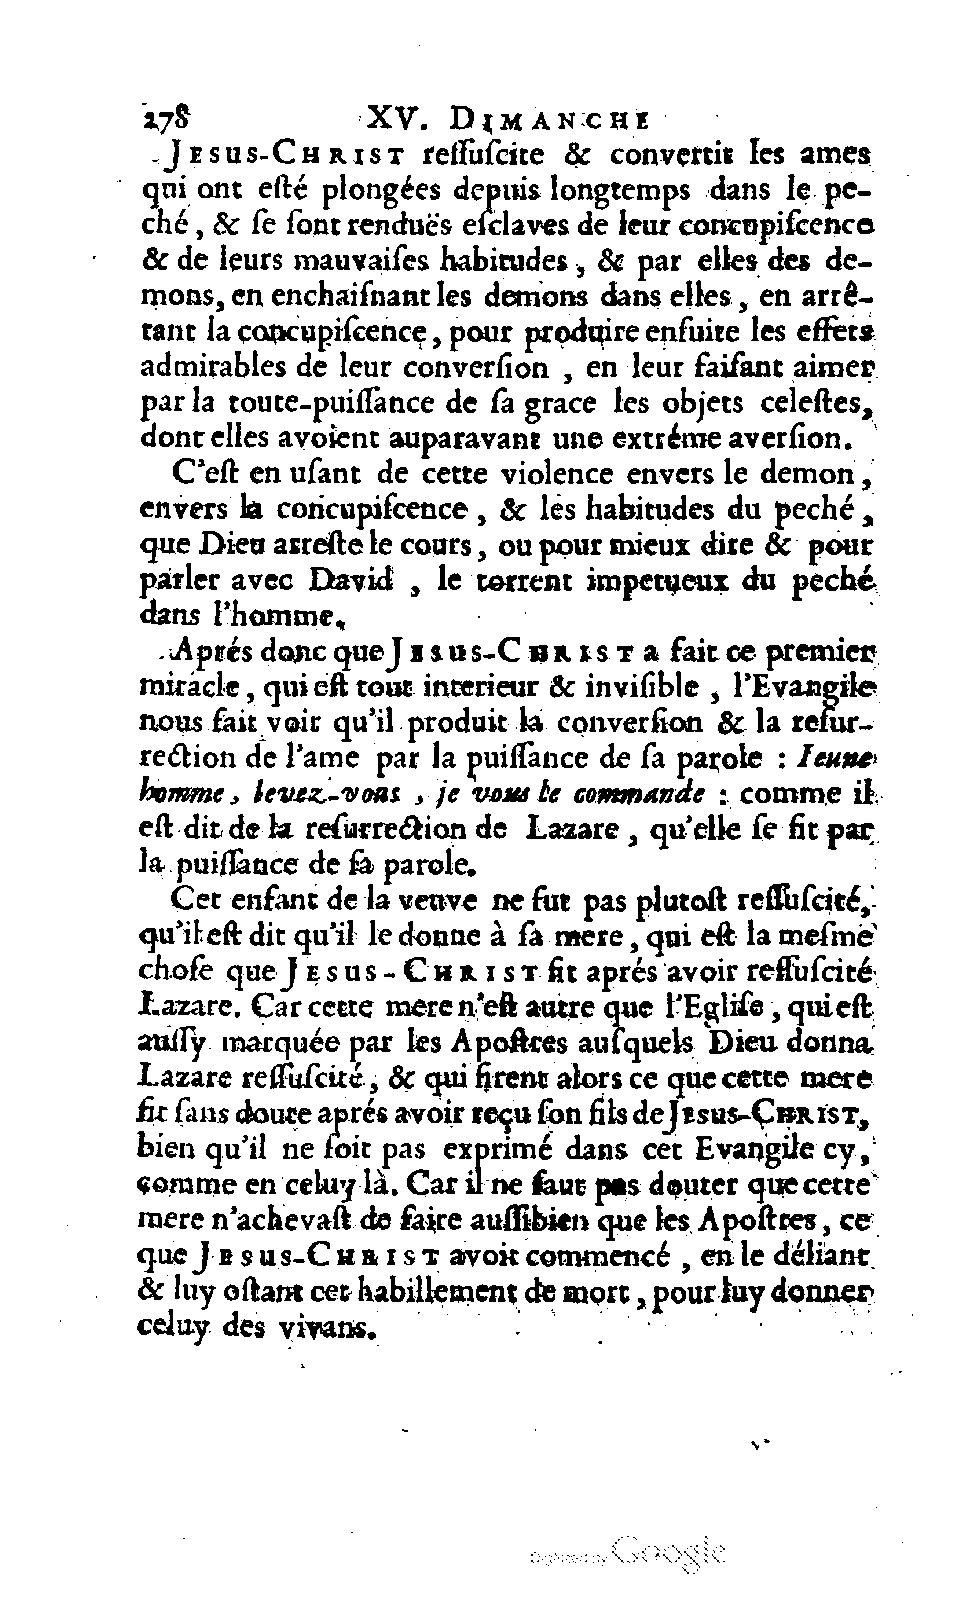 278 XV. DIMANCHE
JESUS-CHRIST reſſuſcite & convertit les ames
qui ont eſté plongées depuis longtemps dans le pe-
ché, & ſe ſont renduës eſclaves de leur concupiſcence
& de leurs mauvaiſes habitudes, & par elles des de-
mons, en enchaiſnant les demons dans elles, en arrê-
tant la concupiſcence, pour produire enſuite les effets
admirables de leur converſion, en leur faiſant aimer
par la toute-puiſſance de ſa grace les objets celeſtes,
dont elles avoient auparavant une extréme averſion.
C'eſt en uſant de cette violence envers le demon,
envers la concupiſcence, & les habitudes du peché,
que Dieu arreſte le cours, ou pour mieux dire & pour
parler avec David, le torrent impetueux du peché
dans l'homme.
Aprés donc que JESUS-CHRIST a fait ce premier
miracle, qui eſt tout interieur & inviſible, l'Evangile
nous fait voir qu'il produit la converſion & la reſur-
rection de l'ame par la puiſſance de ſa parole : Ieune
homme, levez-vous, je vous le commande : comme il
eſt dit de la reſurrection de Lazare, qu'elle ſe fit par
la puiſſance de ſa parole.
Cet enfant de la veuve ne fut pas plutoſt reſſuſcité,
qu'il eſt dit qu'il le donne à ſa mere, qui eſt la meſme
choſe que JESUS-CHRIST fit aprés avoir reſſuſcité
Lazare. Car cette mere n'eſt autre que l'Egliſe, qui eſt
auſſy marquée par les Apoſtres auſquels Dieu donna
Lazare reſſuſcité, & qui firent alors ce que cette mere
fit ſans doute aprés avoir reçu ſon fils de JESUS-CHRIST,
bien qu'il ne ſoit pas exprimé dans cet Evangile cy,
comme en celuy là. Car il ne faut pas douter que cette
mere n'achevaſt de faire auſſibien que les Apoſtres, ce
que JESUS-CHRIST avoit commencé, en le déliant
& luy oſtant cet habillement de mort, pour luy donner
celuy des vivans.
Digitized by Google